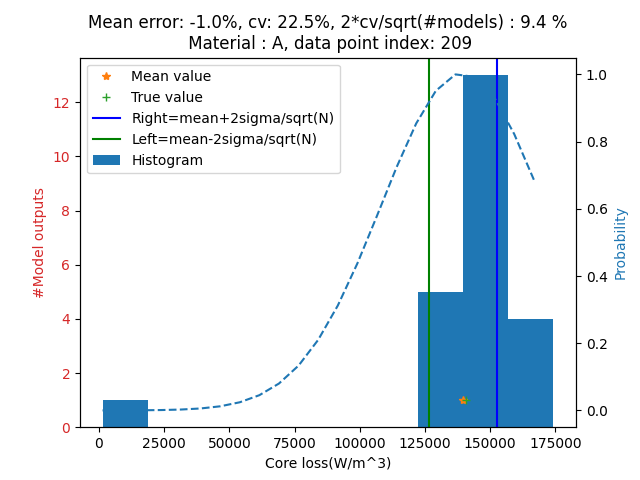 Mean error: -1.0%, cv: 22.5%, 2*cv/sqrt(#models) : 9.4 %
Material : A, data point index: 209
Mean value
True value
Right=mean+2sigma/sqrt(N)
Left=mean-2sigma/sqrt(N)
Histogram
12
10
8
6
4
2
0
#Model outputs
1.0
0.8
0.6
0.4
0.2
0.0
Probability
0 25000 50000 75000 100000 125000 150000 175000
Core loss(W/m^3)